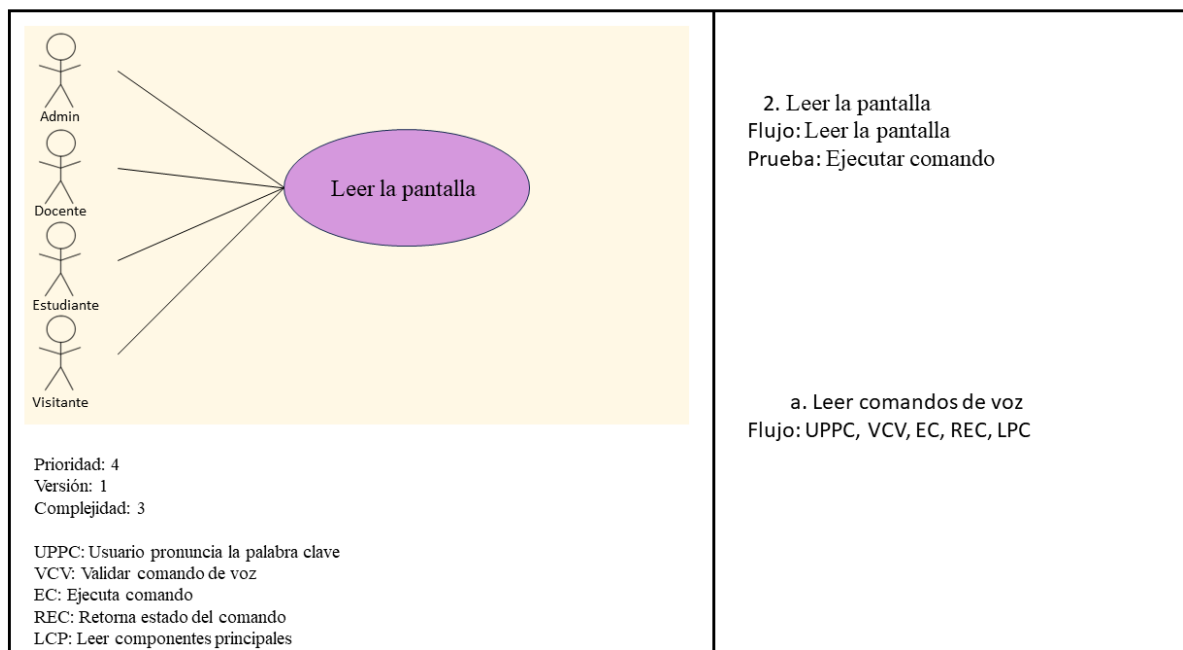 Admin
Docente
Estudiante
Visitante
Leer la pantalla
Prioridad: 4
Versión: 1
Complejidad: 3
UPPC: Usuario pronuncia la palabra clave
VCV: Validar comando de voz
EC: Ejecuta comando
REC: Retorna estado del comando
LCP: Leer componentes principales
2. Leer la pantalla
Flujo: Leer la pantalla
Prueba: Ejecutar comando
a. Leer comandos de voz
Flujo: UPPC, VCV, EC, REC, LPC